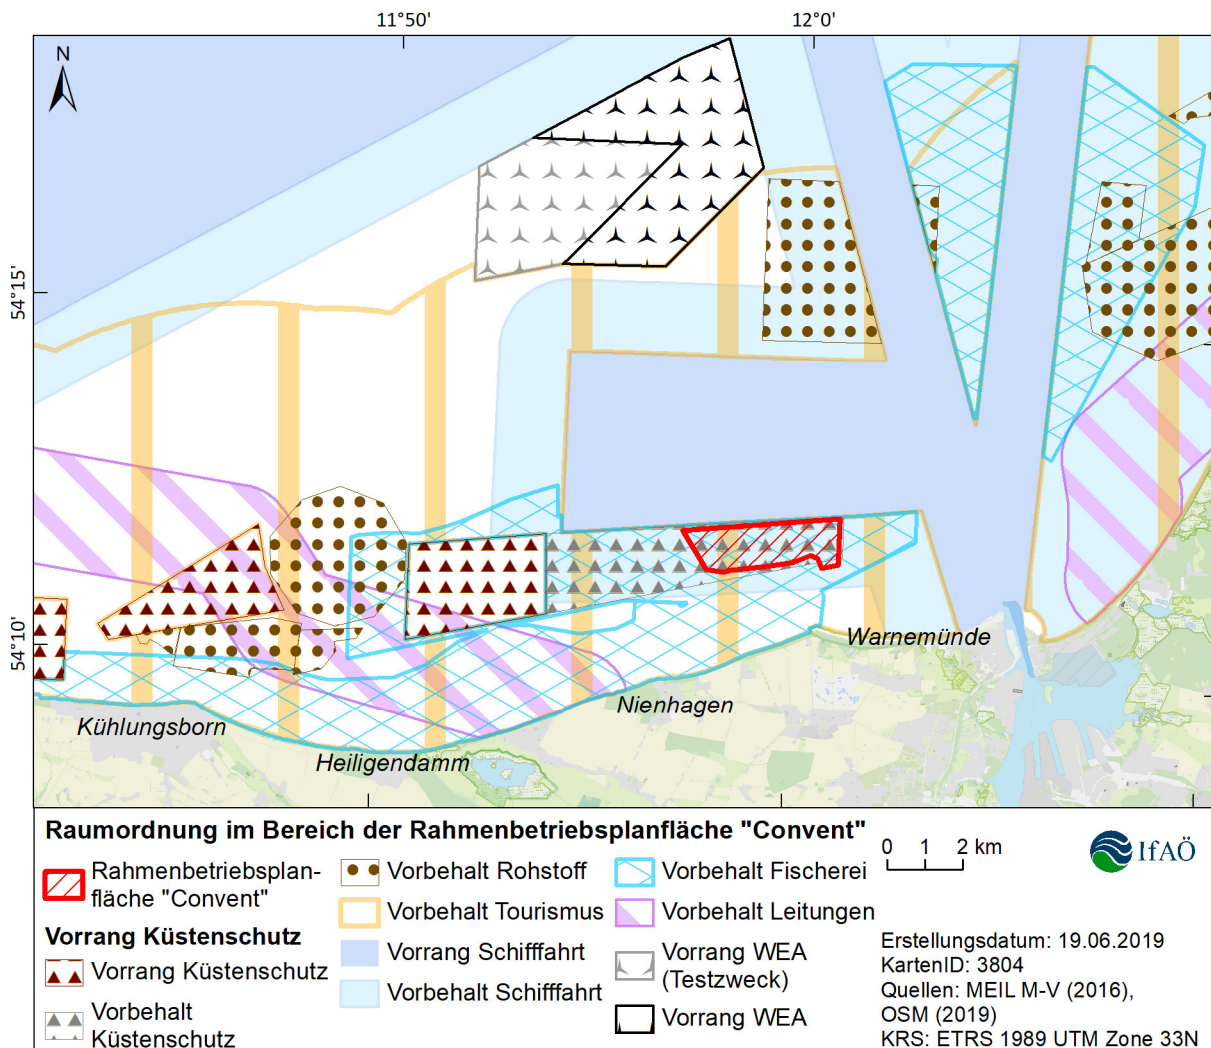 11°50'
12°0'
N
54°15'
54°10'
Warnemünde
Nienhagen
Kühlungsborn
Heiligendamm
Raumordnung im Bereich der Rahmenbetriebsplanfläche "Convent"
Rahmenbetriebsplan-
fläche "Convent"
Vorrang Küstenschutz
Vorrang Küstenschutz
Vorbehalt
Küstenschutz
Vorbehalt Rohstoff
Vorbehalt Tourismus
Vorrang Schifffahrt
Vorbehalt Schifffahrt
Vorbehalt Fischerei
Vorbehalt Leitungen
Vorrang WEA
(Testzweck)
Vorrang WEA
0 1 2 km
IfAÖ
Erstellungsdatum: 19.06.2019
KartenID: 3804
Quellen: MEIL M-V (2016),
OSM (2019)
KRS: ETRS 1989 UTM Zone 33N